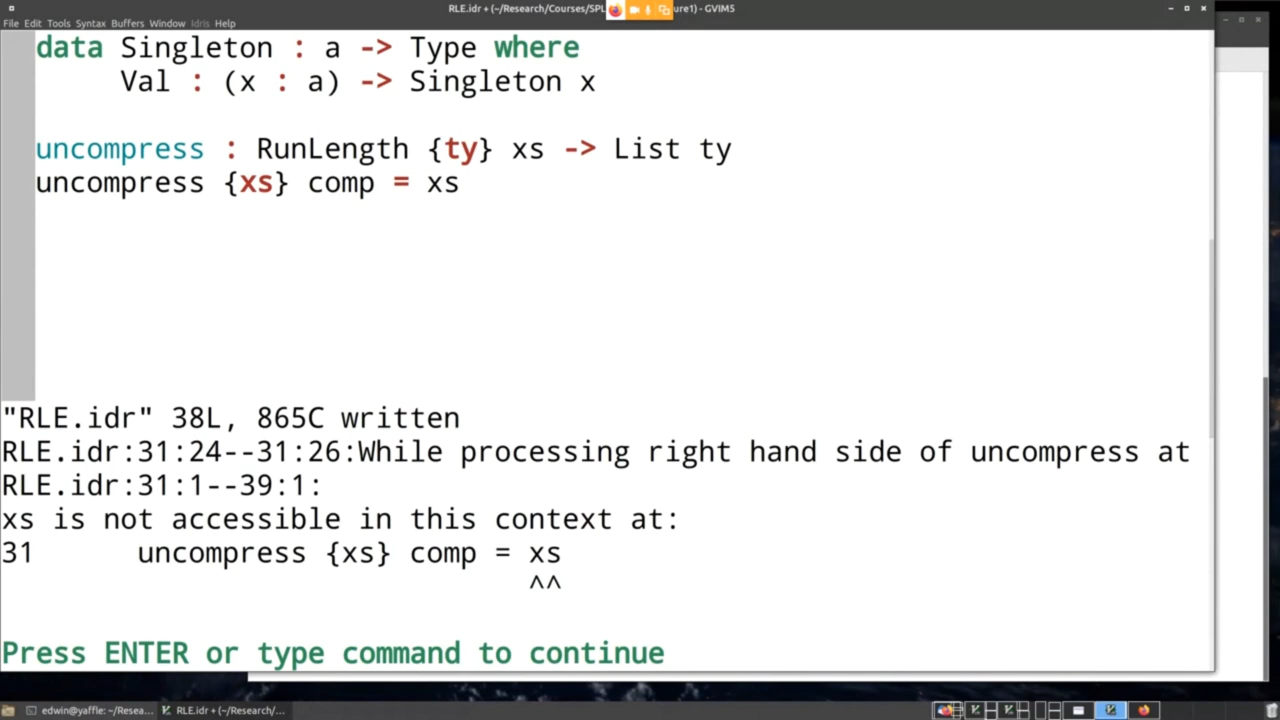 RLE.idr + (~/Research/Courses/SPL ure1) - GVIM5
File Edit Tools Syntax Buffers Window Idris Help
data Singleton : a -> Type where
Val : (x : a) -> Singleton x
uncompress : RunLength {ty} xs -> List ty
uncompress {xs} comp = xs
"RLE.idr" 38L, 865C written
RLE.idr:31:24--31:26:While processing right hand side of uncompress at
RLE.idr:31:1--39:1:
xs is not accessible in this context at:
31 uncompress {xs} comp = xs
^^
Press ENTER or type command to continue
edwin@yaffle: ~/Resea... RLE.idr + (~/Research/...